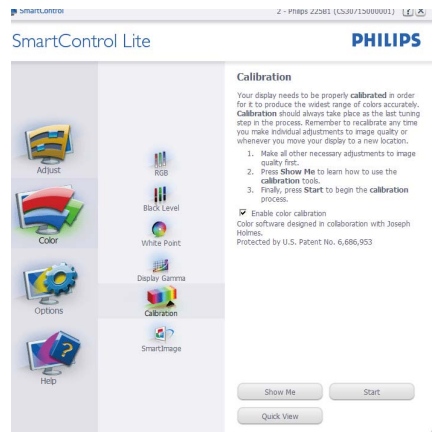 SmartControl
2 - Philips 225B1 (CS30715000001)
SmartControl Lite
PHILIPS
Adjust
Color
Options
Help
RGB
Black Level
White Point
Display Gamma
Calibration
SmartImage
Calibration
Your display needs to be properly calibrated in order
for it to produce the widest range of colors accurately.
Calibration should always take place as the last tuning
step in the process. Remember to recalibrate any time
you make individual adjustments to image quality or
whenever you move your display to a new location.
1. Make all other necessary adjustments to image
quality first.
2. Press Show Me to learn how to use the
calibration tools.
3. Finally, press Start to begin the calibration
process.
Enable color calibration
Color software designed in collaboration with Joseph
Holmes.
Protected by U.S. Patent No. 6,686,953
Show Me
Start
Quick View